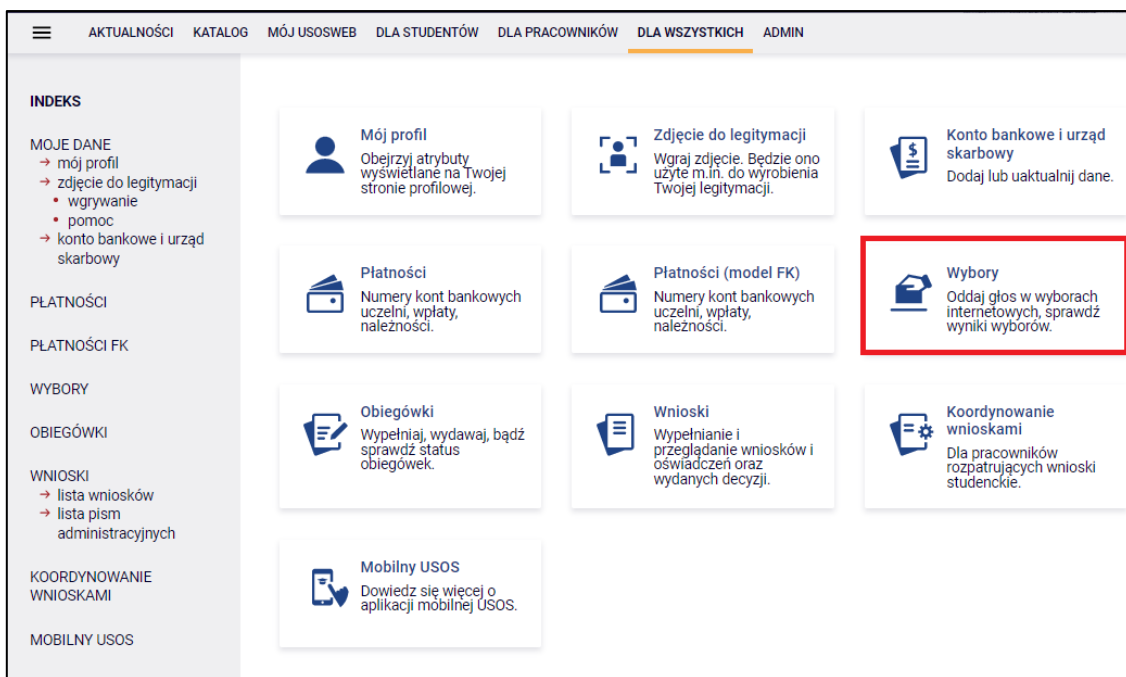 AKTUALNOŚCI KATALOG MÓJ USOSWEB DLA STUDENTÓW DLA PRACOWNIKÓW DLA WSZYSTKICH ADMIN
INDEKS
MOJE DANE
mój profil
zdjęcie do legitymacji
wgrywanie
pomoc
konto bankowe i urząd
skarbowy
PŁATNOŚCI
PŁATNOŚCI FK
WYBORY
OBIEGÓWKI
WNIOSKI
lista wniosków
lista pism
administracyjnych
KOORDYNOWANIE
WNIOSKAMI
MOBILNY USOS
Mój profil
Obejrzyj atrybuty
wyświetlane na Twojej
stronie profilowej.
Zdjęcie do legitymacji
Wgraj zdjęcie. Będzie ono
użyte m.in. do wyrobienia
Twojej legitymacji.
Konto bankowe i urząd
skarbowy
Dodaj lub uaktualnij dane.
Płatności
Numery kont bankowych
uczelni, wpłaty,
należności.
Płatności (model FK)
Numery kont bankowych
uczelni, wpłaty,
należności.
Wybory
Oddaj głos w wyborach
internetowych, sprawdź
wyniki wyborów.
Obiegówki
Wypełniaj, wydawaj, bądź
sprawdź status
obiegówek.
Wnioski
Wypełnianie i
przeglądanie wniosków i
oświadczeń oraz
wydanych decyzji.
Koordynowanie
wnioskami
Dla pracowników
rozpatrujących wnioski
studenckie.
Mobilny USOS
Dowiedz się więcej o
aplikacji mobilnej USOS.